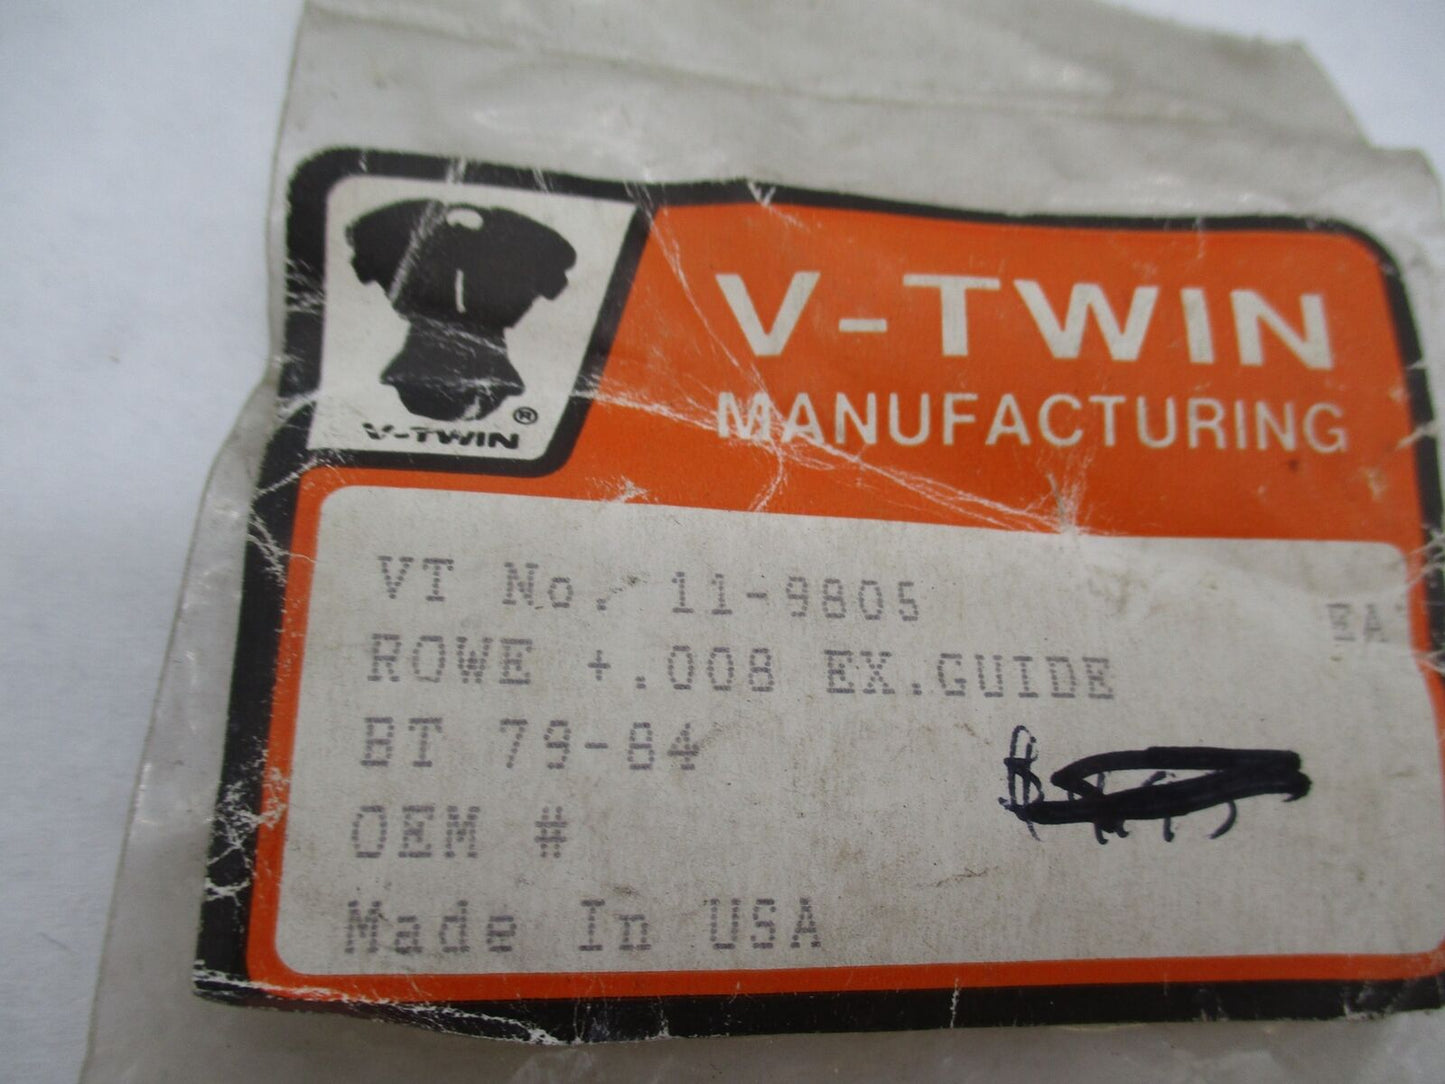 V-TWIN ®
V-TWIN
MANUFACTURING
VT No. 11-9805 EA
ROWE +.008 EX.GUIDE
BT 79-84
OEM #
Made In USA